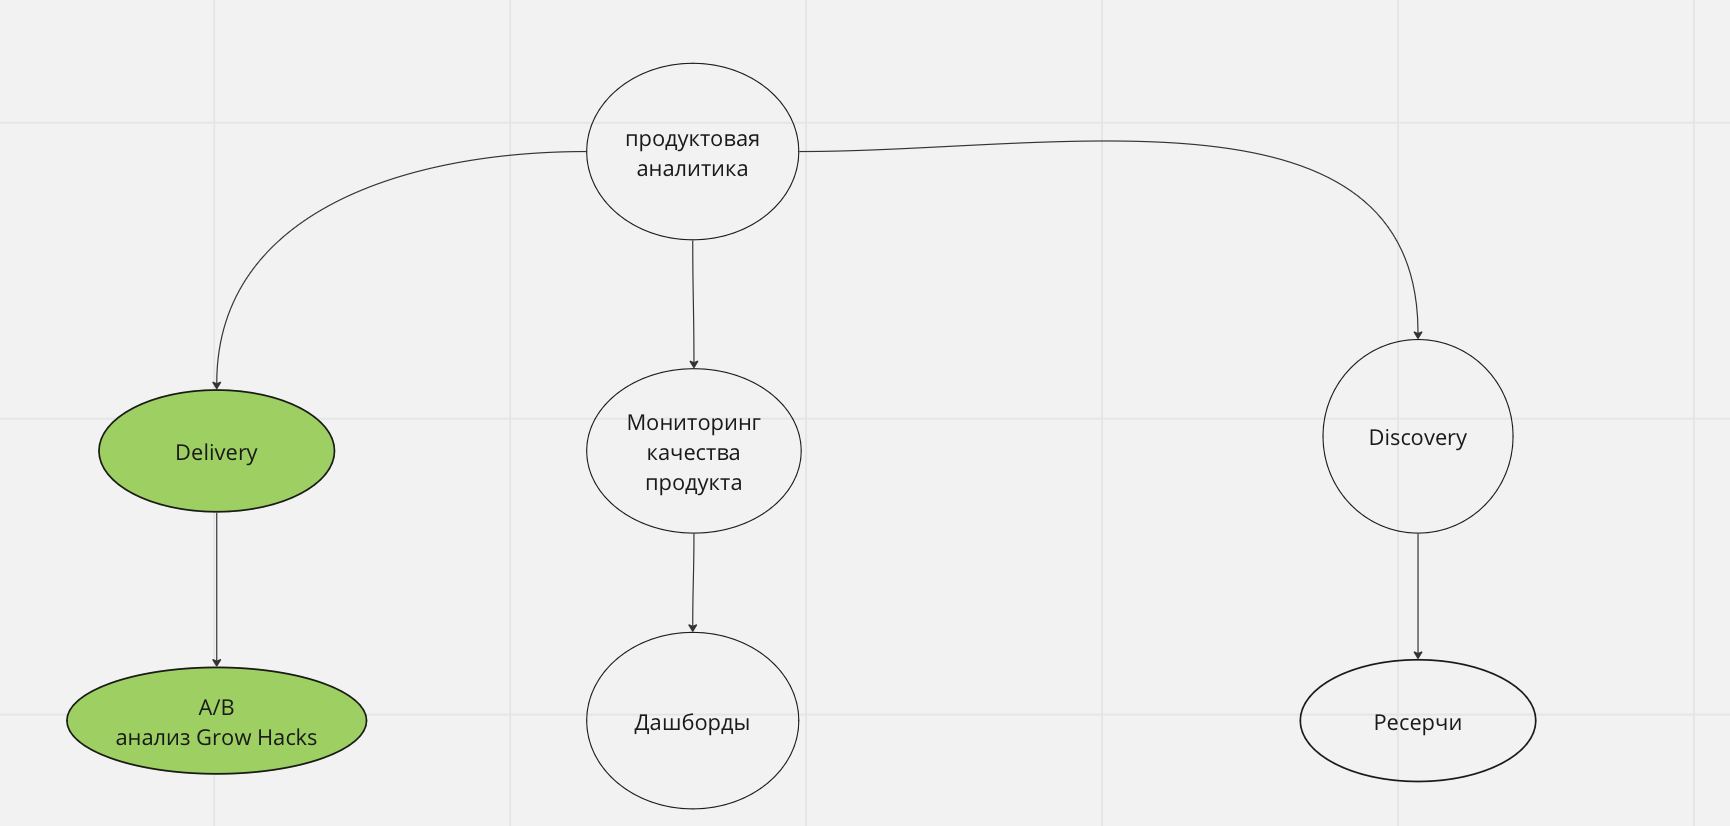 продуктовая
аналитика
Delivery
Мониторинг
качества
продукта
Discovery
A/B
анализ Grow Hacks
Дашборды
Ресерчи